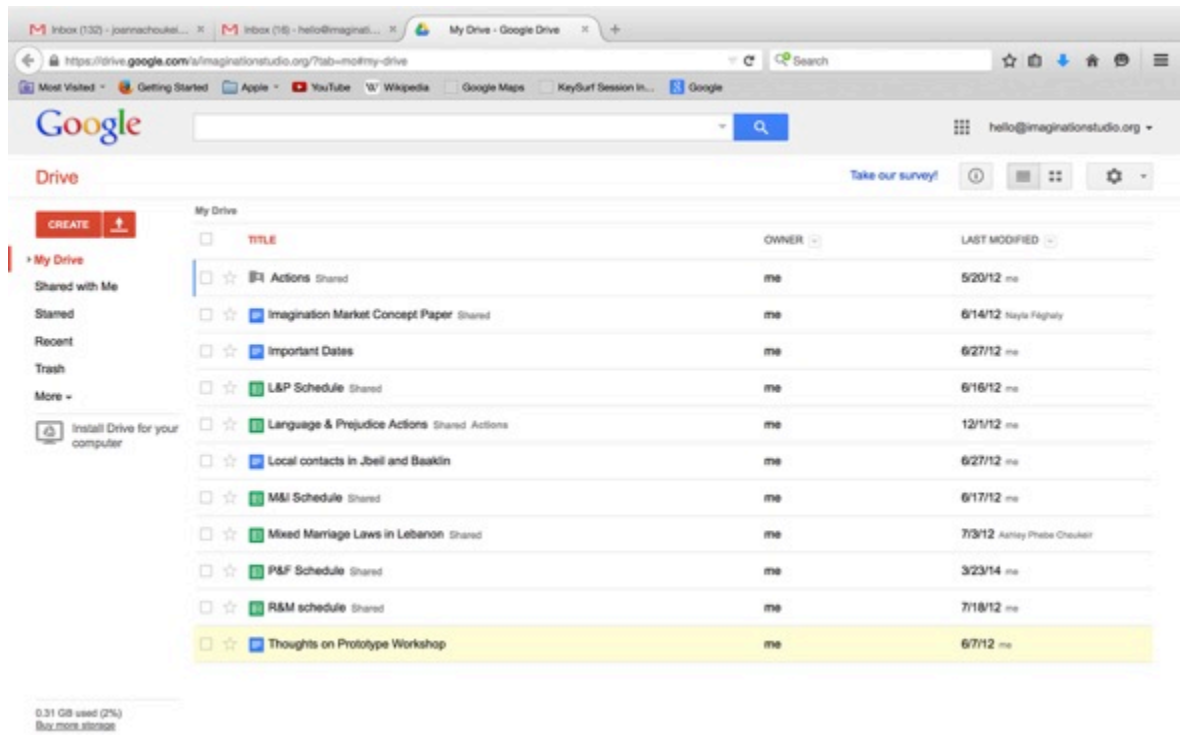 Inbox (132) - joannachoukei... × Inbox (16) - hello@imaginati... × My Drive - Google Drive × +
https://drive.google.com/a/imaginationstudio.org/?tab=mo#my-drive Search
Most Visited Getting Started Apple YouTube Wikipedia Google Maps KeySurf Session In... Google
Google hello@imaginationstudio.org
Drive Take our survey!
CREATE
My Drive
Shared with Me
Starred
Recent
Trash
More
Install Drive for your
computer
My Drive
TITLE OWNER LAST MODIFIED
Actions Shared me 5/20/12 me
Imagination Market Concept Paper Shared me 6/14/12 Nayla Féghaly
Important Dates me 6/27/12 me
L&P Schedule Shared me 6/16/12 me
Language & Prejudice Actions Shared Actions me 12/1/12 me
Local contacts in Jbeil and Baaklin me 6/27/12 me
M&I Schedule Shared me 6/17/12 me
Mixed Marriage Laws in Lebanon Shared me 7/3/12 Ashley Phebe Choukeir
P&F Schedule Shared me 3/23/14 me
R&M schedule Shared me 7/18/12 me
Thoughts on Prototype Workshop me 6/7/12 me
0.31 GB used (2%)
Buy more storage